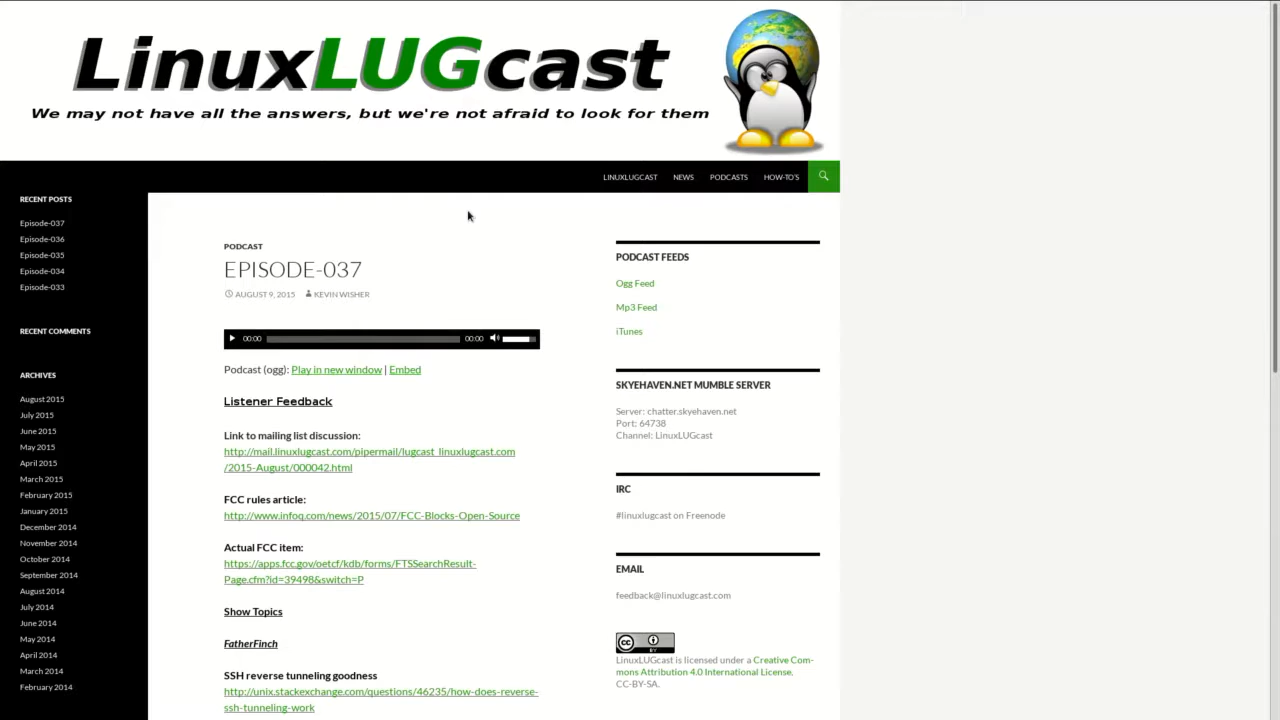 LinuxLUGcast
We may not have all the answers, but we're not afraid to look for them
LINUXLUGCAST NEWS PODCASTS HOW-TO'S
RECENT POSTS
Episode-037
Episode-036
Episode-035
Episode-034
Episode-033
RECENT COMMENTS
ARCHIVES
August 2015
July 2015
June 2015
May 2015
April 2015
March 2015
February 2015
January 2015
December 2014
November 2014
October 2014
September 2014
August 2014
July 2014
June 2014
May 2014
April 2014
March 2014
February 2014
PODCAST
EPISODE-037
AUGUST 9, 2015 KEVIN WISHER
00:00 00:00
Podcast (ogg): Play in new window | Embed
Listener Feedback
Link to mailing list discussion:
http://mail.linuxlugcast.com/pipermail/lugcast_linuxlugcast.com
/2015-August/000042.html
FCC rules article:
http://www.infoq.com/news/2015/07/FCC-Blocks-Open-Source
Actual FCC item:
https://apps.fcc.gov/oetcf/kdb/forms/FTSSearchResult-
Page.cfm?id=39498&switch=P
Show Topics
FatherFinch
SSH reverse tunneling goodness
http://unix.stackexchange.com/questions/46235/how-does-reverse-
ssh-tunneling-work
PODCAST FEEDS
Ogg Feed
Mp3 Feed
iTunes
SKYEHAVEN.NET MUMBLE SERVER
Server: chatter.skyehaven.net
Port: 64738
Channel: LinuxLUGcast
IRC
#linuxlugcast on Freenode
EMAIL
feedback@linuxlugcast.com
CC BY
LinuxLUGcast is licensed under a Creative Com-
mons Attribution 4.0 International License.
CC-BY-SA.